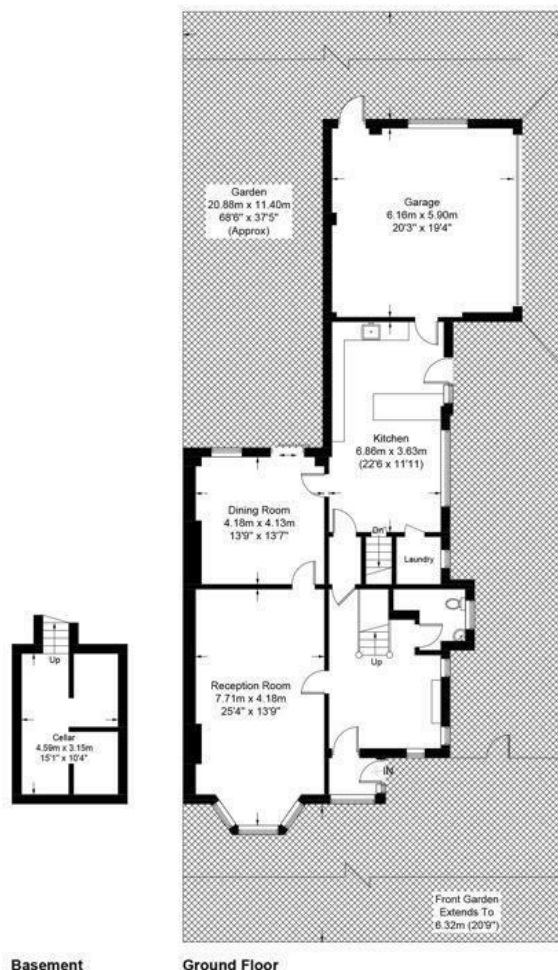 Garden
20.88m x 11.40m
68'6" x 37'5"
(Approx)
Garage
6.16m x 5.90m
20'3" x 19'4"
Kitchen
6.86m x 3.63m
(22'6 x 11'11)
Dining Room
4.18m x 4.13m
13'9" x 13'7"
Dn
Laundry
Up
Reception Room
7.71m x 4.18m
25'4" x 13'9"
Up
Cellar
4.59m x 3.15m
15'1" x 10'4"
IN
Front Garden
Extends To
6.32m (20'9")
Basement
Ground Floor